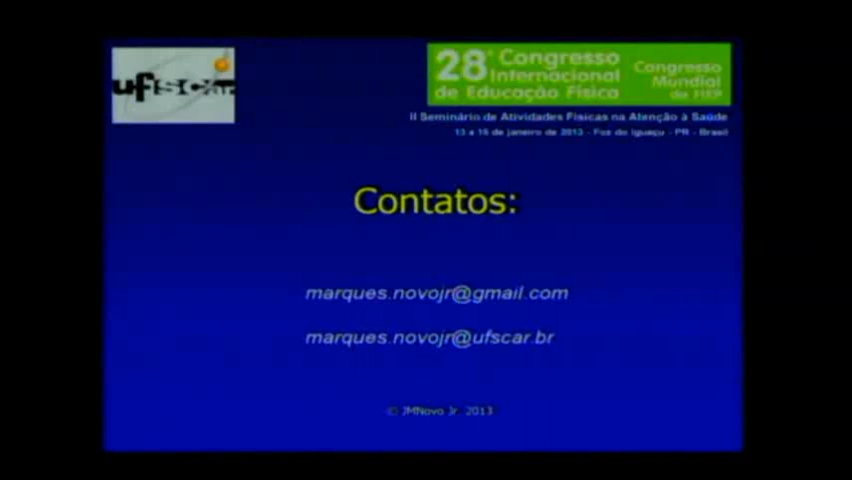 ufscar
28º Congresso
Internacional
de Educação Física
Congresso
Mundial
da FIEP
II Seminário de Atividades Físicas na Atenção à Saúde
13 a 16 de janeiro de 2013 - Foz do Iguaçu - PR - Brasil
Contatos:
marques.novojr@gmail.com
marques.novojr@ufscar.br
© JMNovo Jr. 2013